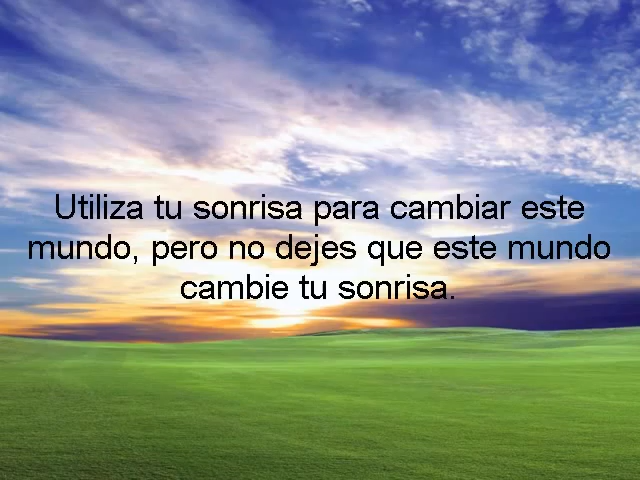 Utiliza tu sonrisa para cambiar este
mundo, pero no dejes que este mundo
cambie tu sonrisa.